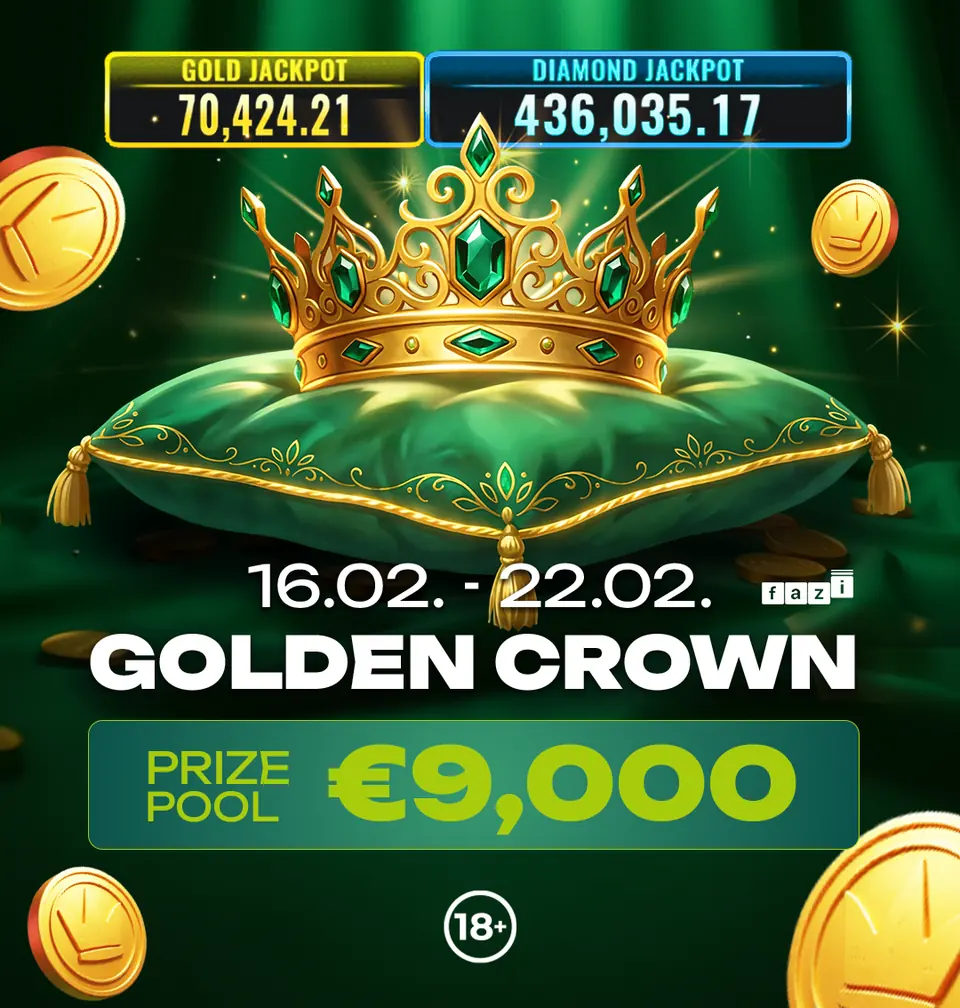 GOLD JACKPOT
70,424.21
DIAMOND JACKPOT
436,035.17
16.02. - 22.02.
fazi
GOLDEN CROWN
PRIZE
POOL
€9,000
18+